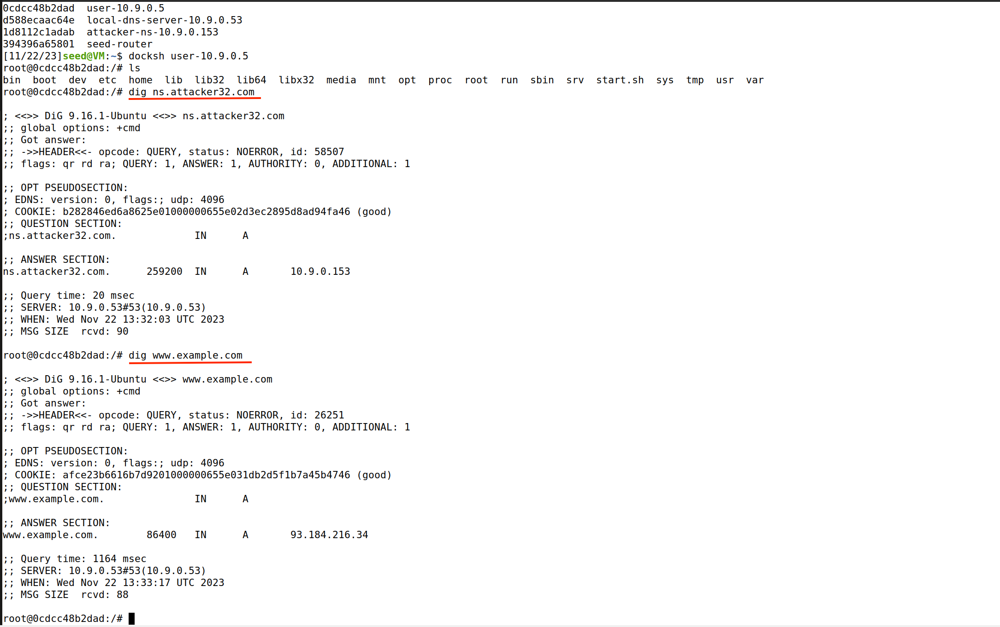 0cdcc48b2dad  user-10.9.0.5
d588ecaac64e  local-dns-server-10.9.0.53
1d8112c1adab  attacker-ns-10.9.0.153
394396a65801  seed-router
[11/22/23]seed@VM:~$ docksh user-10.9.0.5
root@0cdcc48b2dad:/# ls
bin  boot  dev  etc  home  lib  lib32  lib64  libx32  media  mnt  opt  proc  root  run  sbin  srv  start.sh  sys  tmp  usr  var
root@0cdcc48b2dad:/# dig ns.attacker32.com

; <<>> DiG 9.16.1-Ubuntu <<>> ns.attacker32.com
;; global options: +cmd
;; Got answer:
;; ->>HEADER<<- opcode: QUERY, status: NOERROR, id: 58507
;; flags: qr rd ra; QUERY: 1, ANSWER: 1, AUTHORITY: 0, ADDITIONAL: 1

;; OPT PSEUDOSECTION:
; EDNS: version: 0, flags:; udp: 4096
; COOKIE: b282846ed6a8625e01000000655e02d3ec2895d8ad94fa46 (good)
;; QUESTION SECTION:
;ns.attacker32.com.             IN      A

;; ANSWER SECTION:
ns.attacker32.com.      259200  IN      A       10.9.0.153

;; Query time: 20 msec
;; SERVER: 10.9.0.53#53(10.9.0.53)
;; WHEN: Wed Nov 22 13:32:03 UTC 2023
;; MSG SIZE  rcvd: 90

root@0cdcc48b2dad:/# dig www.example.com

; <<>> DiG 9.16.1-Ubuntu <<>> www.example.com
;; global options: +cmd
;; Got answer:
;; ->>HEADER<<- opcode: QUERY, status: NOERROR, id: 26251
;; flags: qr rd ra; QUERY: 1, ANSWER: 1, AUTHORITY: 0, ADDITIONAL: 1

;; OPT PSEUDOSECTION:
; EDNS: version: 0, flags:; udp: 4096
; COOKIE: afce23b6616b7d9201000000655e031db2d5f1b7a45b4746 (good)
;; QUESTION SECTION:
;www.example.com.               IN      A

;; ANSWER SECTION:
www.example.com.        86400   IN      A       93.184.216.34

;; Query time: 1164 msec
;; SERVER: 10.9.0.53#53(10.9.0.53)
;; WHEN: Wed Nov 22 13:33:17 UTC 2023
;; MSG SIZE  rcvd: 88

root@0cdcc48b2dad:/#